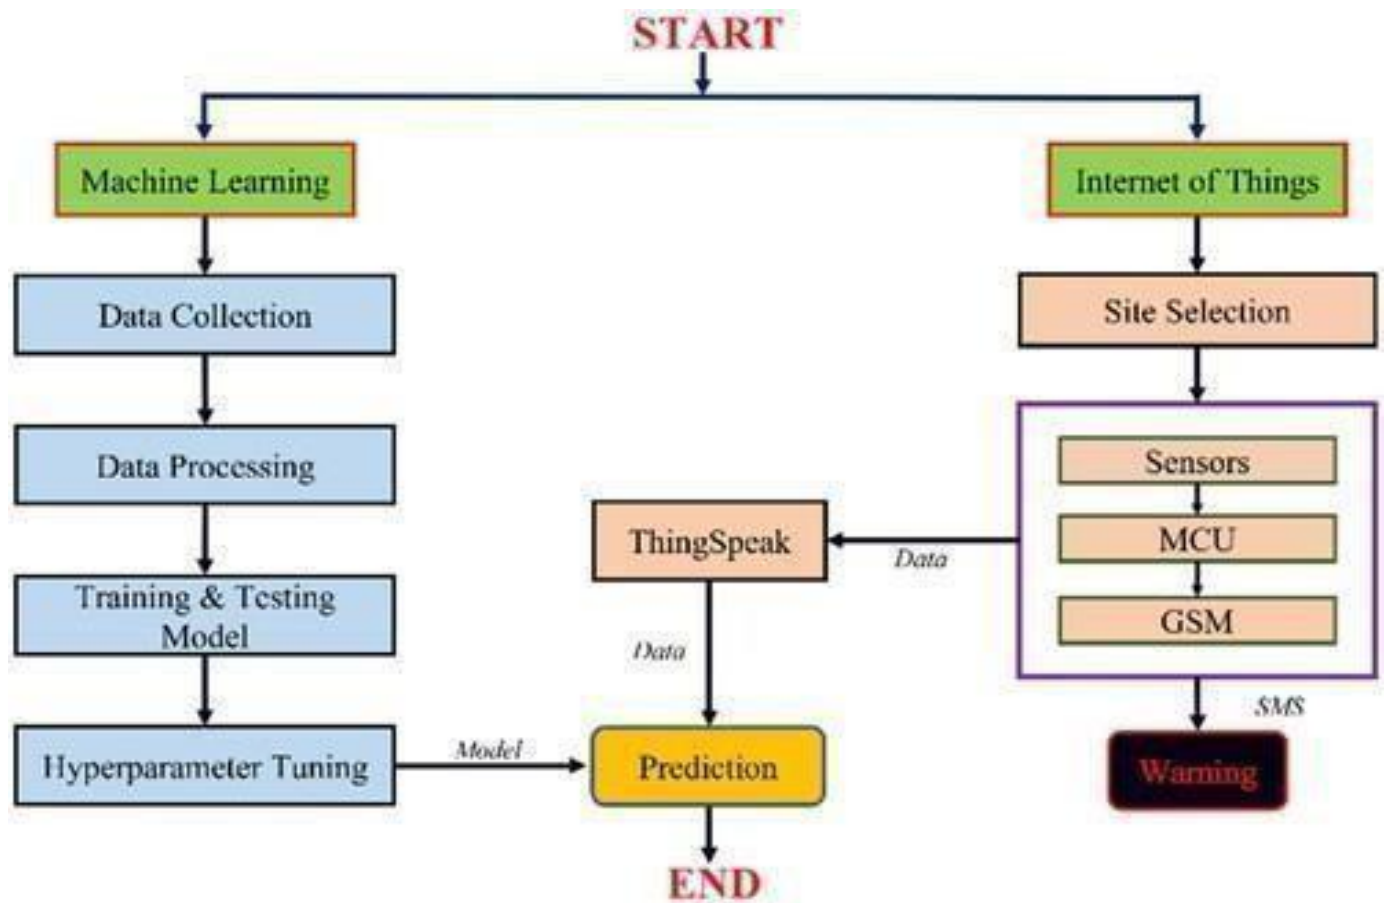 START
Machine Learning
Internet of Things
Data Collection
Site Selection
Data Processing
Sensors
MCU
GSM
ThingSpeak
Data
Training & Testing
Model
Data
SMS
Hyperparameter Tuning
Model
Prediction
Warning
END